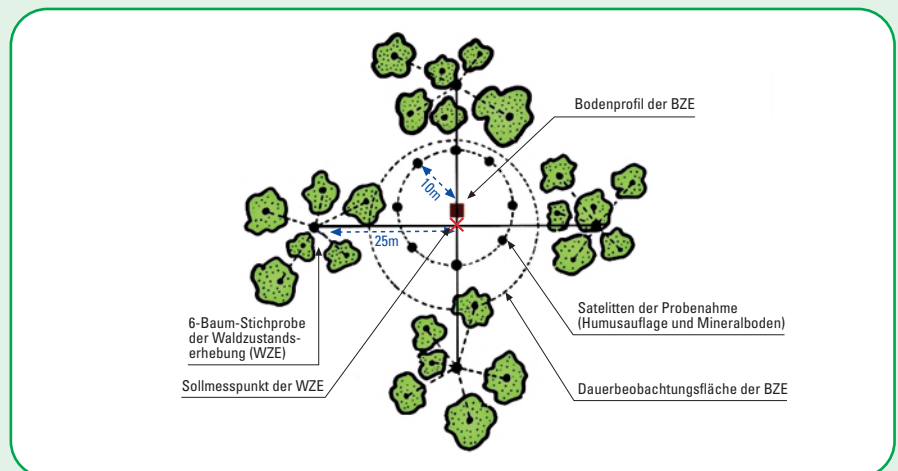 Bodenprofil der BZE
10m
25m
6-Baum-Stichprobe
der Waldzustands-
erhebung (WZE)
Sollmesspunkt der WZE
Satelitten der Probenahme
(Humusauflage und Mineralboden)
Dauerbeobachtungsfläche der BZE